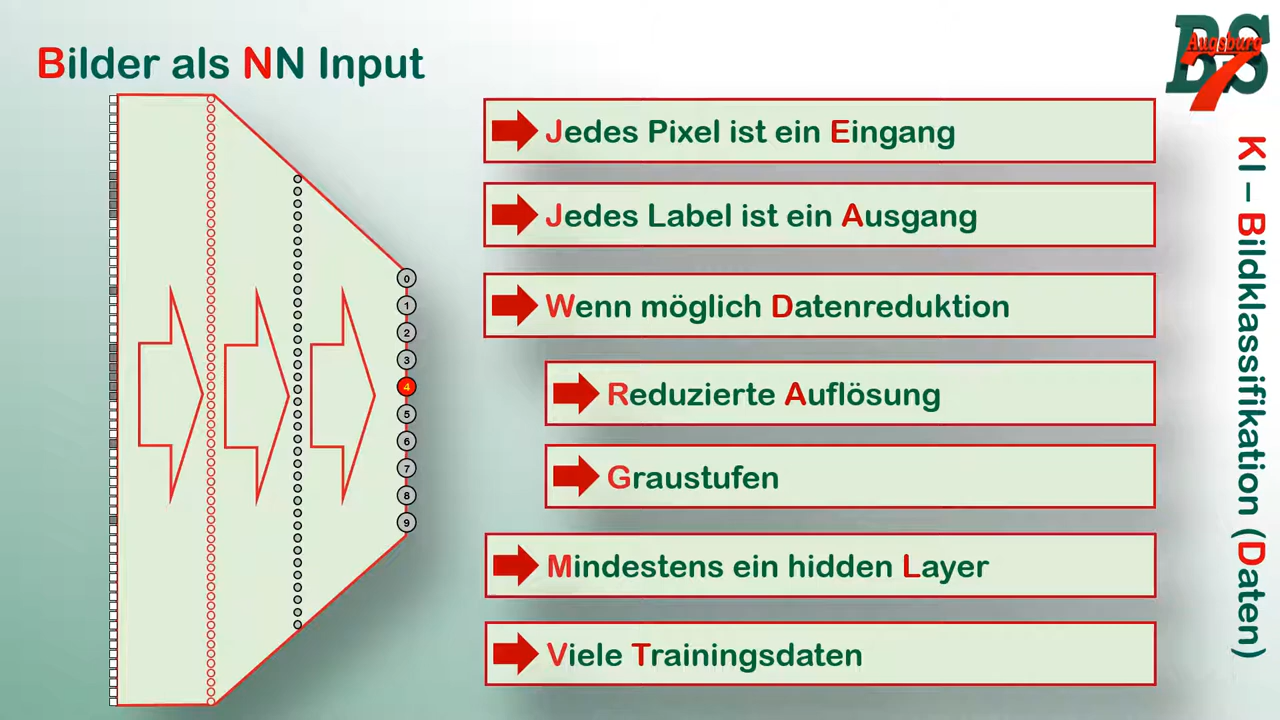 Bilder als NN Input
BS
Augsburg
7
0
1
2
3
4
5
6
7
8
9
Jedes Pixel ist ein Eingang
Jedes Label ist ein Ausgang
Wenn möglich Datenreduktion
Reduzierte Auflösung
Graustufen
Mindestens ein hidden Layer
Viele Trainingsdaten
KI – Bildklassifikation (Daten)